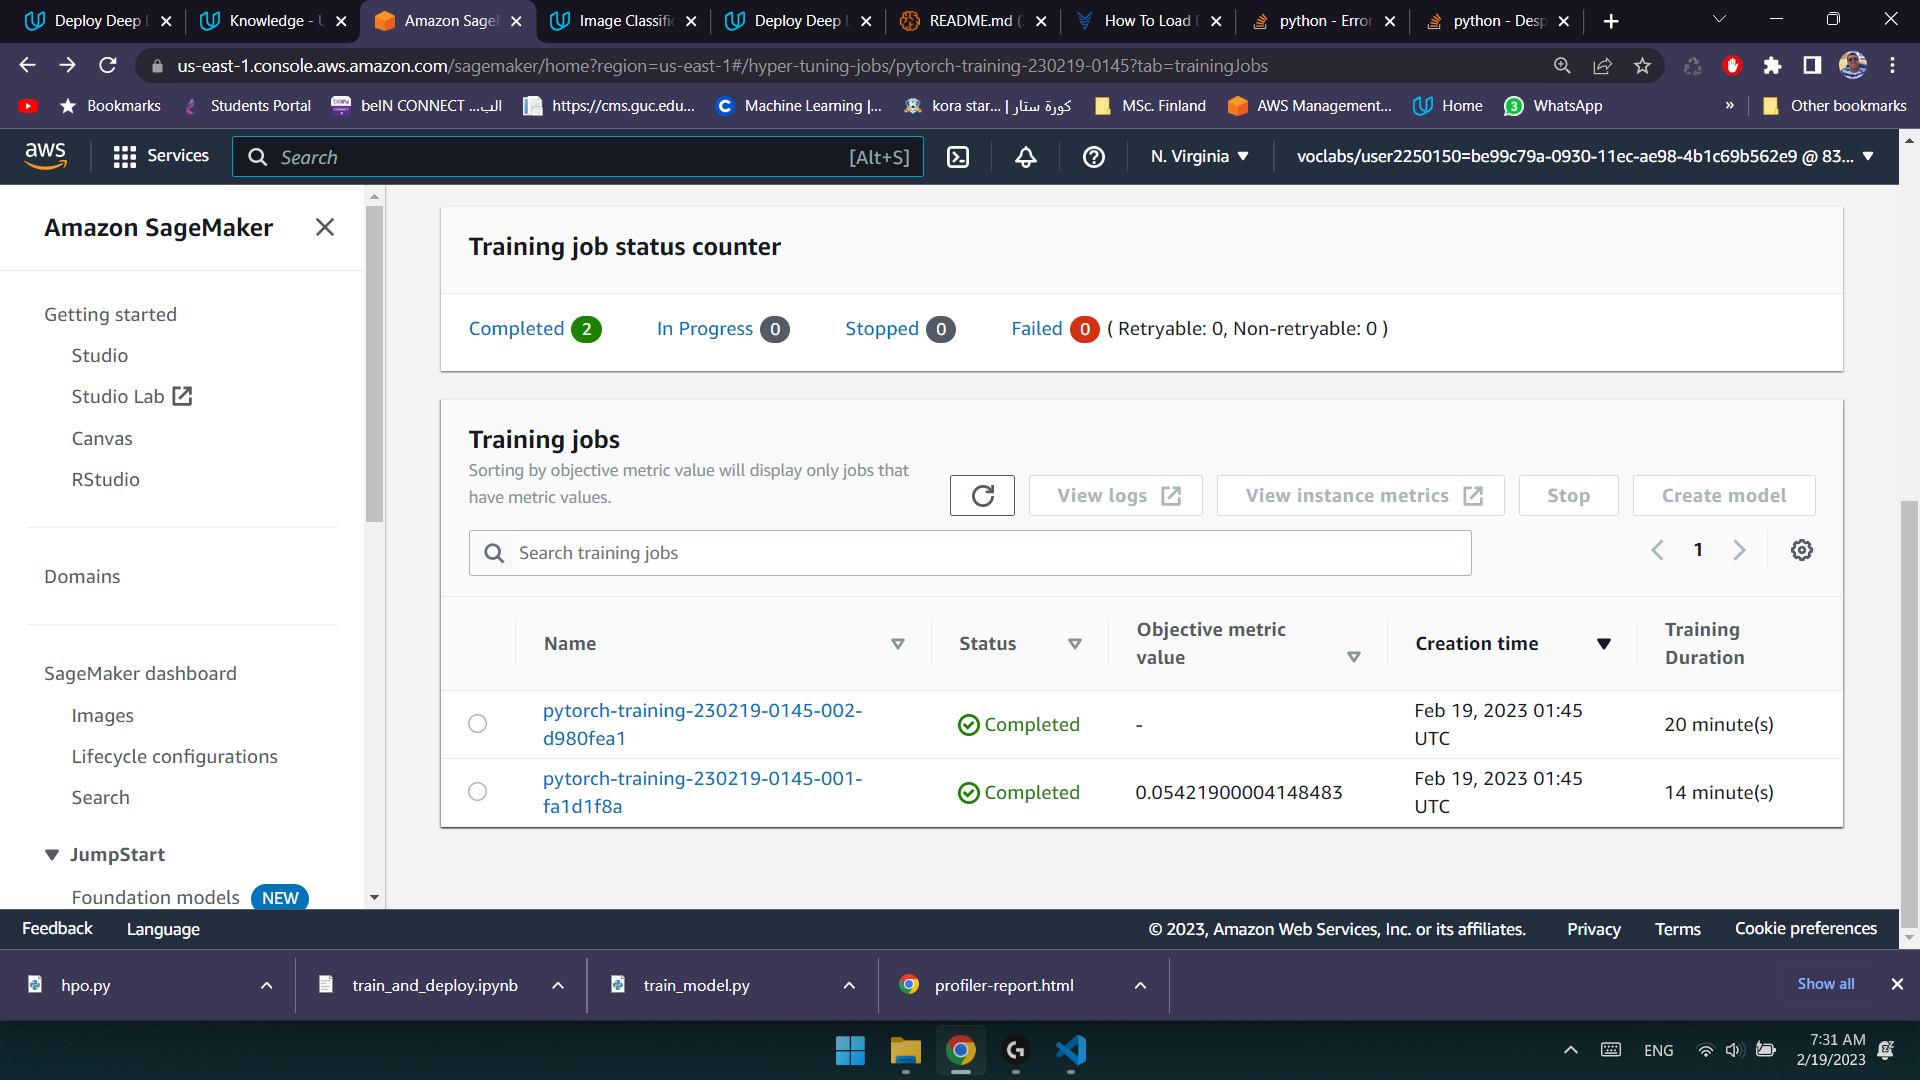 Deploy Deep L
Knowledge - U
Amazon Sagel
Image Classific
Deploy Deep L
README.md (3
How To Load D
python - Error
python - Desp
us-east-1.console.aws.amazon.com/sagemaker/home?region=us-east-1#/hyper-tuning-jobs/pytorch-training-230219-0145?tab=trainingJobs
Bookmarks
Students Portal
beIN CONNECT ...الب
https://cms.guc.edu...
Machine Learning |...
kora star... | كورة ستار
MSc. Finland
AWS Management...
Home
WhatsApp
»
Other bookmarks
aws
Services
Search
[Alt+S]
N. Virginia
voclabs/user2250150=be99c79a-0930-11ec-ae98-4b1c69b562e9 @ 83...
Amazon SageMaker
Getting started
Studio
Studio Lab
Canvas
RStudio
Domains
SageMaker dashboard
Images
Lifecycle configurations
Search
JumpStart
Foundation models NEW
Training job status counter
Completed 2
In Progress 0
Stopped 0
Failed 0 ( Retryable: 0, Non-retryable: 0 )
Training jobs
Sorting by objective metric value will display only jobs that
have metric values.
View logs
View instance metrics
Stop
Create model
Search training jobs
1
Name
Status
Objective metric
value
Creation time
Training
Duration
pytorch-training-230219-0145-002-
d980fea1
Completed
-
Feb 19, 2023 01:45
UTC
20 minute(s)
pytorch-training-230219-0145-001-
fa1d1f8a
Completed
0.05421900004148483
Feb 19, 2023 01:45
UTC
14 minute(s)
Feedback
Language
© 2023, Amazon Web Services, Inc. or its affiliates.
Privacy
Terms
Cookie preferences
hpo.py
train_and_deploy.ipynb
train_model.py
profiler-report.html
Show all
ENG
7:31 AM
2/19/2023